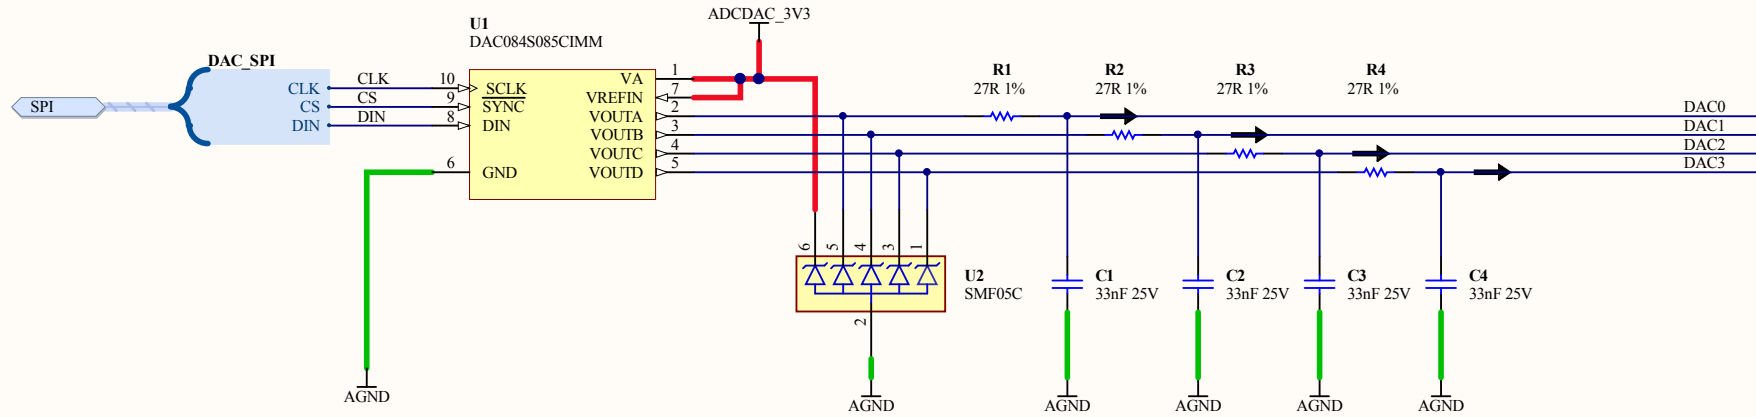 ADCDAC_3V3
U1
DAC084S085CIMM
DAC_SPI
SPI
CLK
CS
DIN
CLK
CS
DIN
10
9
8
6
SCLK
SYNC
DIN
GND
VA
VREFIN
VOUTA
VOUTB
VOUTC
VOUTD
1
7
2
3
4
5
R1
27R 1%
R2
27R 1%
R3
27R 1%
R4
27R 1%
DAC0
DAC1
DAC2
DAC3
6
5
4
3
1
2
U2
SMF05C
C1
33nF 25V
C2
33nF 25V
C3
33nF 25V
C4
33nF 25V
AGND
AGND
AGND
AGND
AGND
AGND